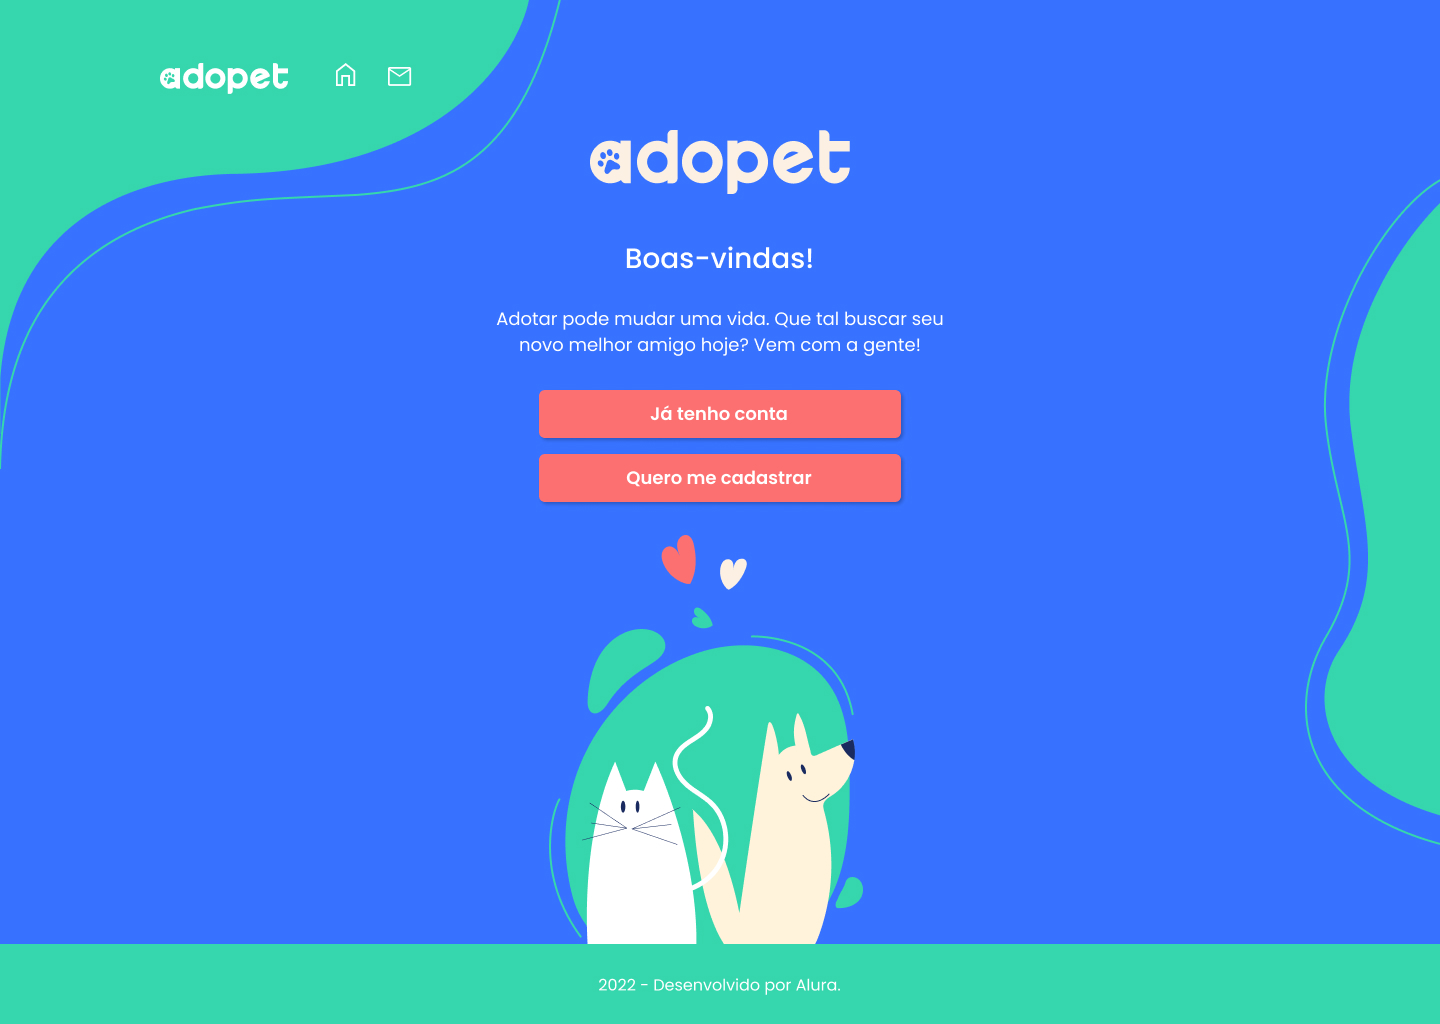 adopet
adopet
Boas-vindas!
Adotar pode mudar uma vida. Que tal buscar seu
novo melhor amigo hoje? Vem com a gente!
Já tenho conta
Quero me cadastrar
2022 - Desenvolvido por Alura.